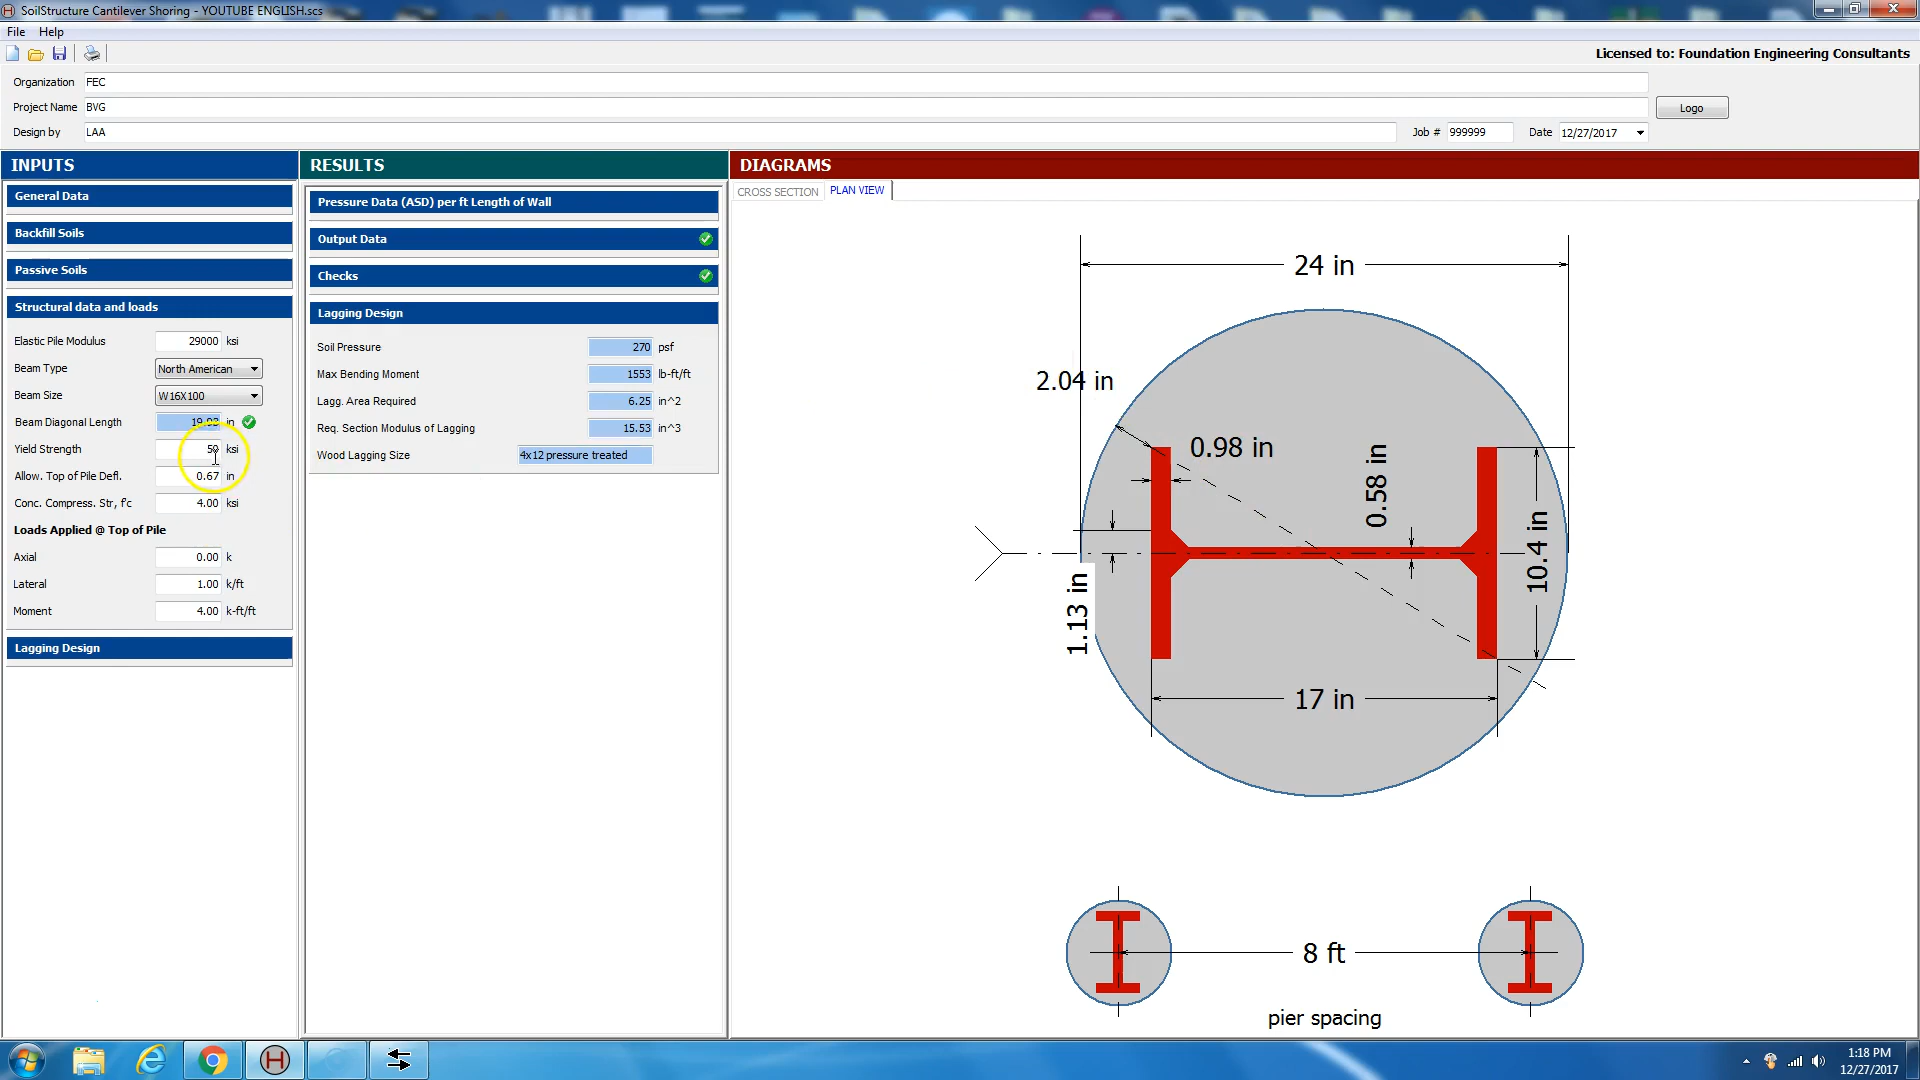 SoilStructure Cantilever Shoring - YOUTUBE ENGLISH.scs
File Help
Licensed to: Foundation Engineering Consultants
Organization FEC
Project Name BVG
Logo
Design by LAA Job # 999999 Date 12/27/2017
INPUTS
General Data
Backfill Soils
Passive Soils
Structural data and loads
Elastic Pile Modulus 29000 ksi
Beam Type North American
Beam Size W16X100
Beam Diagonal Length 19.93 in
Yield Strength 50 ksi
Allow. Top of Pile Defl. 0.67 in
Conc. Compress. Str, f'c 4.00 ksi
Loads Applied @ Top of Pile
Axial 0.00 k
Lateral 1.00 k/ft
Moment 4.00 k-ft/ft
Lagging Design
RESULTS
Pressure Data (ASD) per ft Length of Wall
Output Data
Checks
Lagging Design
Soil Pressure 270 psf
Max Bending Moment 1553 lb-ft/ft
Lagg. Area Required 6.25 in^2
Req. Section Modulus of Lagging 15.53 in^3
Wood Lagging Size 4x12 pressure treated
DIAGRAMS
CROSS SECTION PLAN VIEW
24 in
2.04 in
0.98 in
0.58 in
10.4 in
1.13 in
17 in
8 ft
pier spacing
1:18 PM
12/27/2017